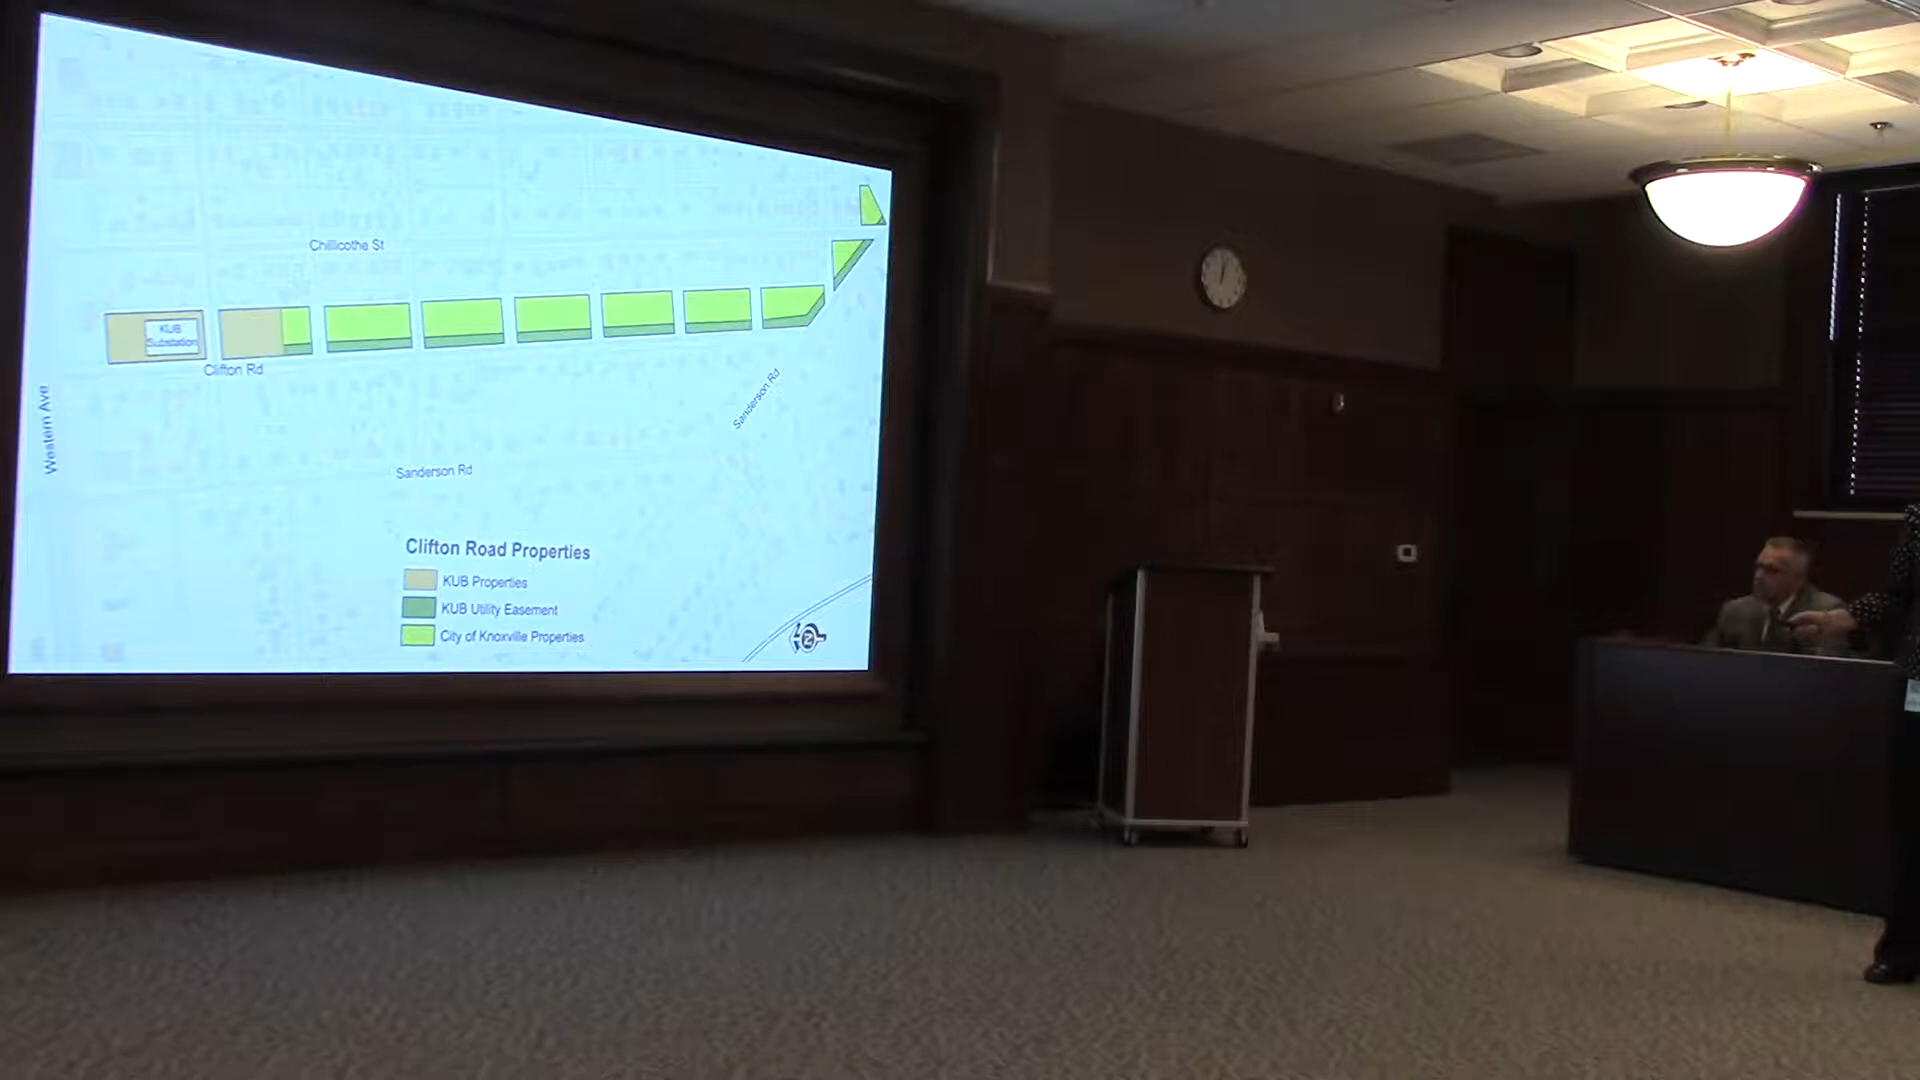 Chillicothe St
KUB
Substation
Clifton Rd
Western Ave
Sanderson Rd
Sanderson Rd
Clifton Road Properties
KUB Properties
KUB Utility Easement
City of Knoxville Properties
N